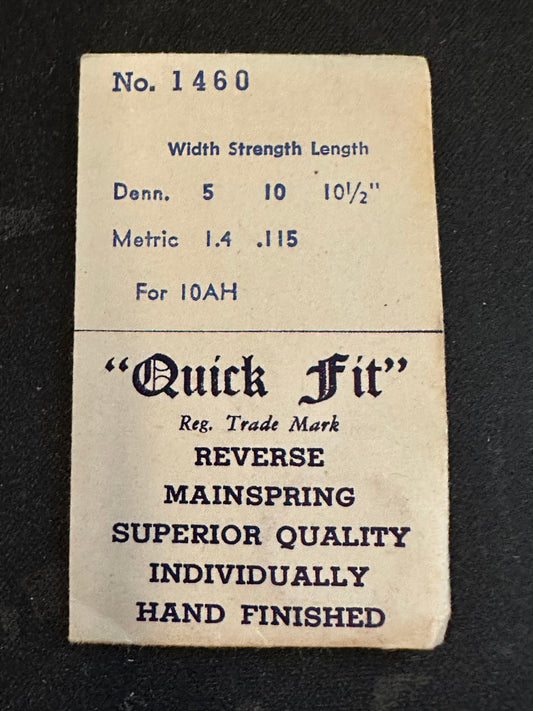 No. 1460
Width Strength Length
Denn. 5 10 10½"
Metric 1.4 .115
For 10AH
"Quick Fit"
Reg. Trade Mark
REVERSE
MAINSPRING
SUPERIOR QUALITY
INDIVIDUALLY
HAND FINISHED